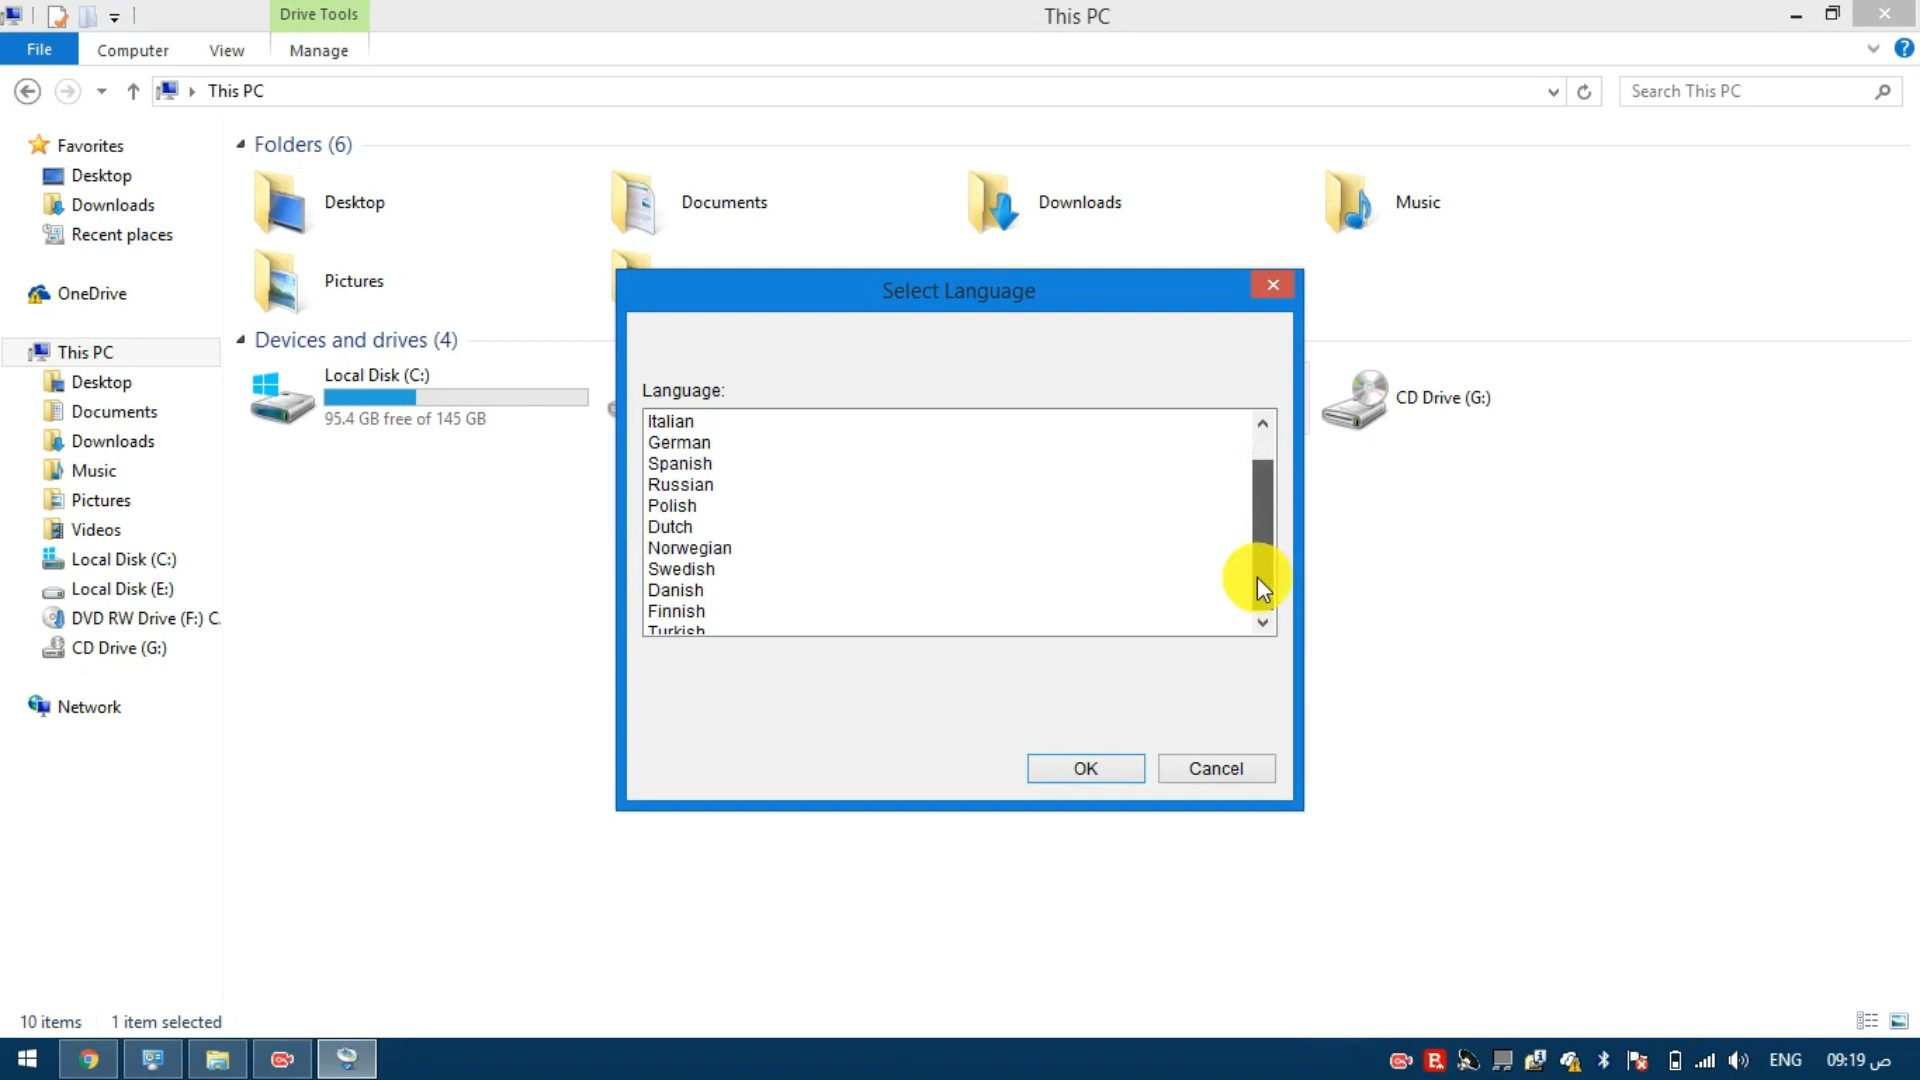 Drive Tools
This PC
File
Computer
View
Manage
This PC
Search This PC
Favorites
Desktop
Downloads
Recent places
OneDrive
This PC
Desktop
Documents
Downloads
Music
Pictures
Videos
Local Disk (C:)
Local Disk (E:)
DVD RW Drive (F:) C
CD Drive (G:)
Network
Folders (6)
Desktop
Documents
Downloads
Music
Pictures
Devices and drives (4)
Local Disk (C:)
95.4 GB free of 145 GB
CD Drive (G:)
Select Language
Language:
Italian
German
Spanish
Russian
Polish
Dutch
Norwegian
Swedish
Danish
Finnish
Turkish
OK
Cancel
10 items
1 item selected
ENG
09:19 ص